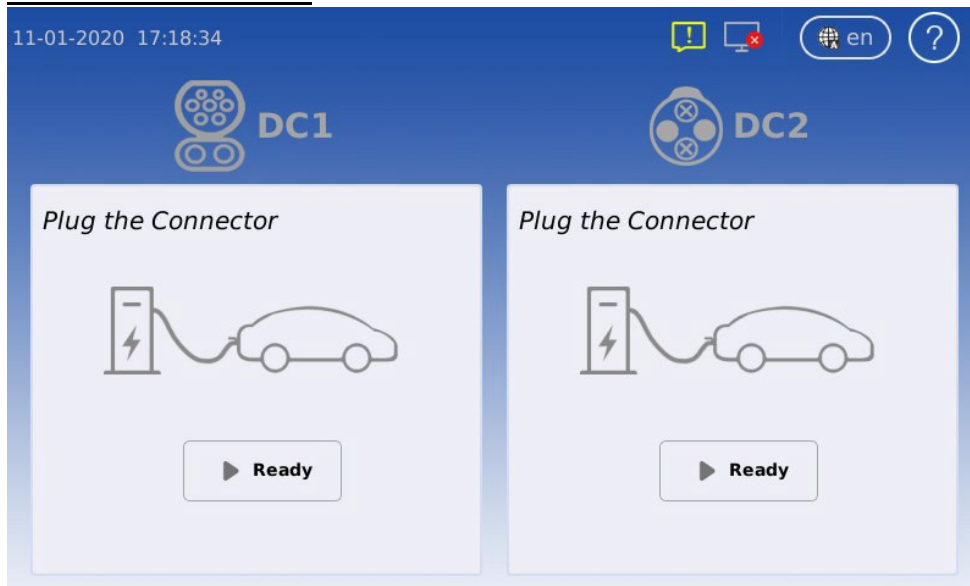 11-01-2020 17:18:34
! en ?
DC1
DC2
Plug the Connector
Plug the Connector
Ready
Ready